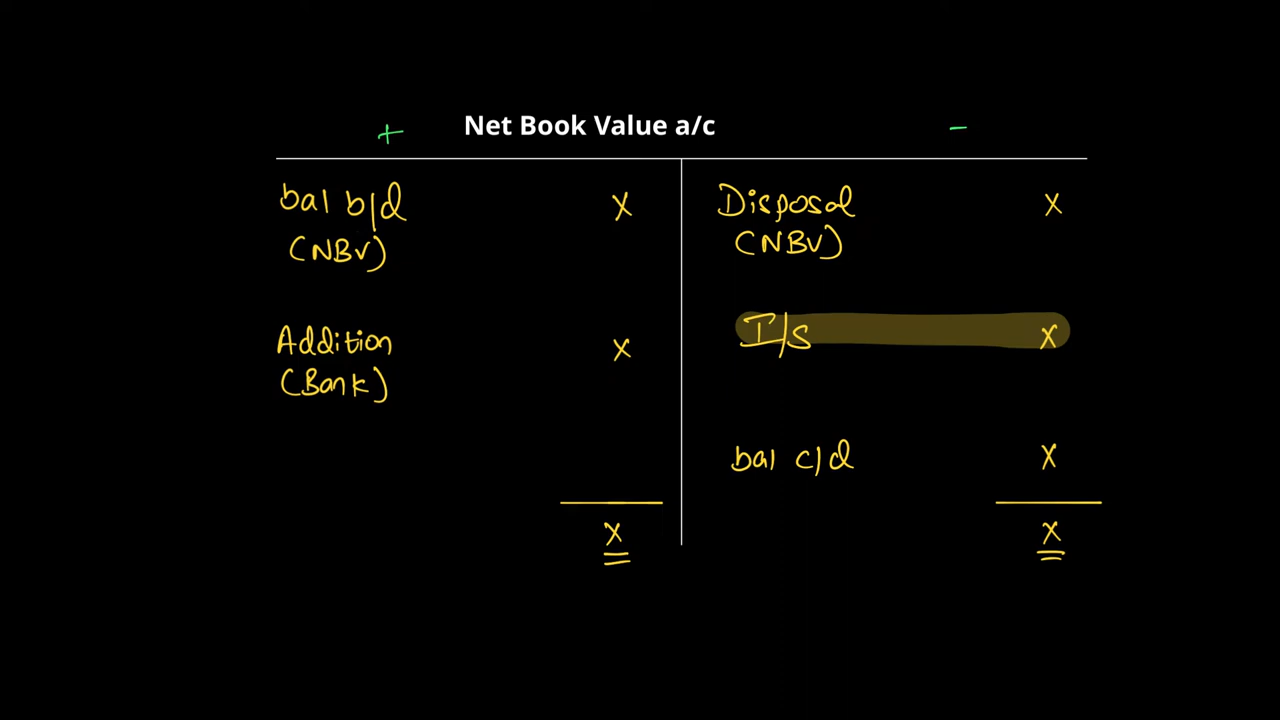 + Net Book Value a/c -
bal b/d X Disposal X
(NBV) (NBV)
I/S X
Addition X
(Bank)
bal c/d X
X X